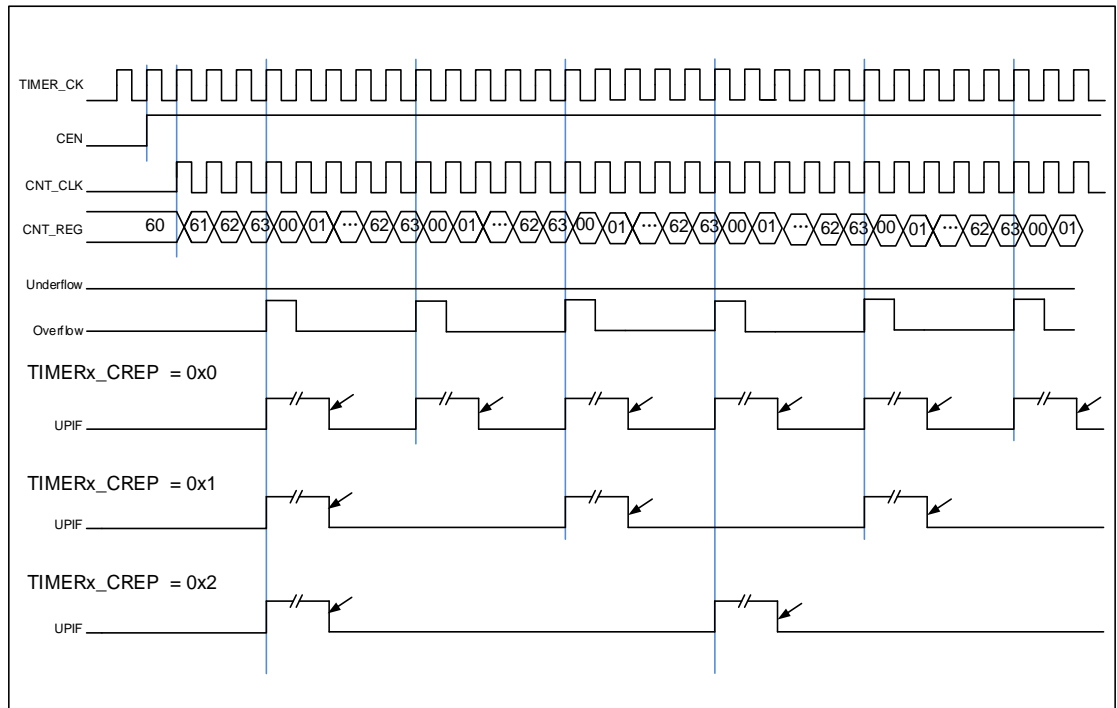 TIMER_CK
CEN
CNT_CLK
CNT_REG 60 61 62 63 00 01 ... 62 63 00 01 ... 62 63 00 01 ... 62 63 00 01 ... 62 63 00 01 ... 62 63 00 01
Underflow
Overflow
TIMERx_CREP = 0x0
UPIF
TIMERx_CREP = 0x1
UPIF
TIMERx_CREP = 0x2
UPIF